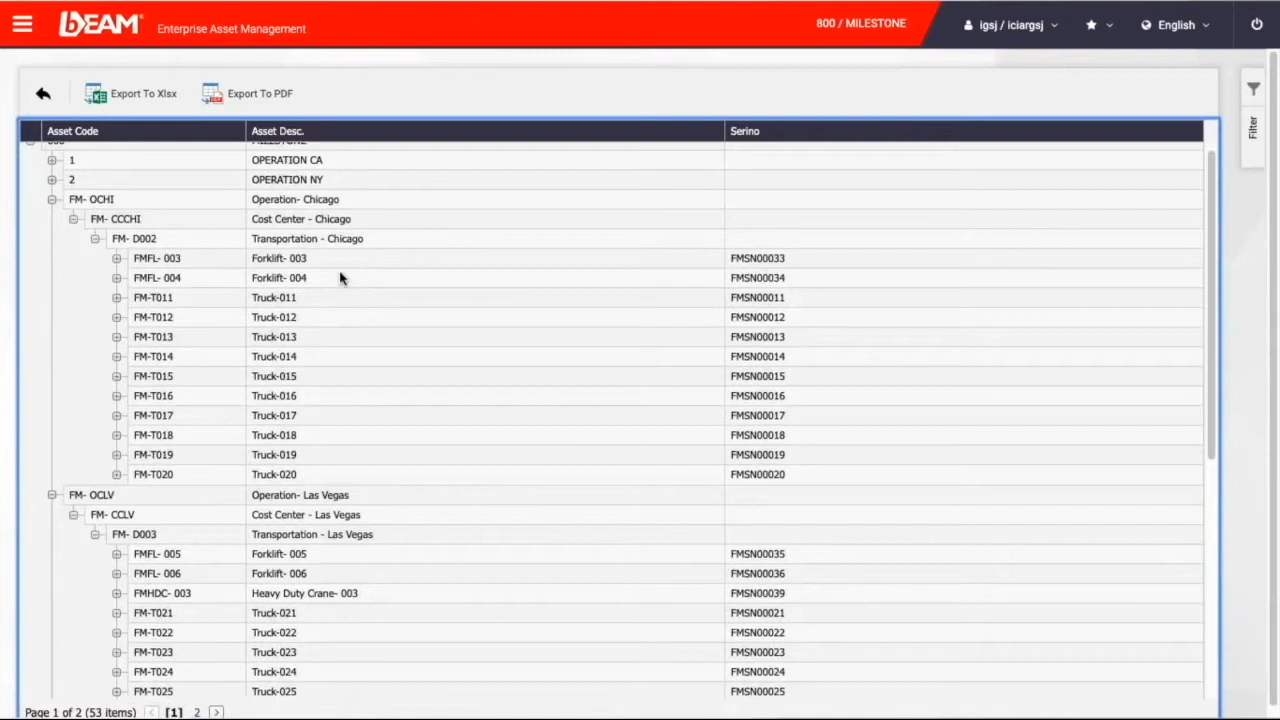 bEAM Enterprise Asset Management 800 / MILESTONE igsj / iciargsj English
Export To Xlsx Export To PDF
Filter
Asset Code Asset Desc. Serino
000 MILESTONE
1 OPERATION CA
2 OPERATION NY
FM- OCHI Operation- Chicago
FM- CCCHI Cost Center - Chicago
FM- D002 Transportation - Chicago
FMFL- 003 Forklift- 003 FMSN00033
FMFL- 004 Forklift- 004 FMSN00034
FM-T011 Truck-011 FMSN00011
FM-T012 Truck-012 FMSN00012
FM-T013 Truck-013 FMSN00013
FM-T014 Truck-014 FMSN00014
FM-T015 Truck-015 FMSN00015
FM-T016 Truck-016 FMSN00016
FM-T017 Truck-017 FMSN00017
FM-T018 Truck-018 FMSN00018
FM-T019 Truck-019 FMSN00019
FM-T020 Truck-020 FMSN00020
FM- OCLV Operation- Las Vegas
FM- CCLV Cost Center - Las Vegas
FM- D003 Transportation - Las Vegas
FMFL- 005 Forklift- 005 FMSN00035
FMFL- 006 Forklift- 006 FMSN00036
FMHDC- 003 Heavy Duty Crane- 003 FMSN00039
FM-T021 Truck-021 FMSN00021
FM-T022 Truck-022 FMSN00022
FM-T023 Truck-023 FMSN00023
FM-T024 Truck-024 FMSN00024
FM-T025 Truck-025 FMSN00025
Page 1 of 2 (53 items) [1] 2